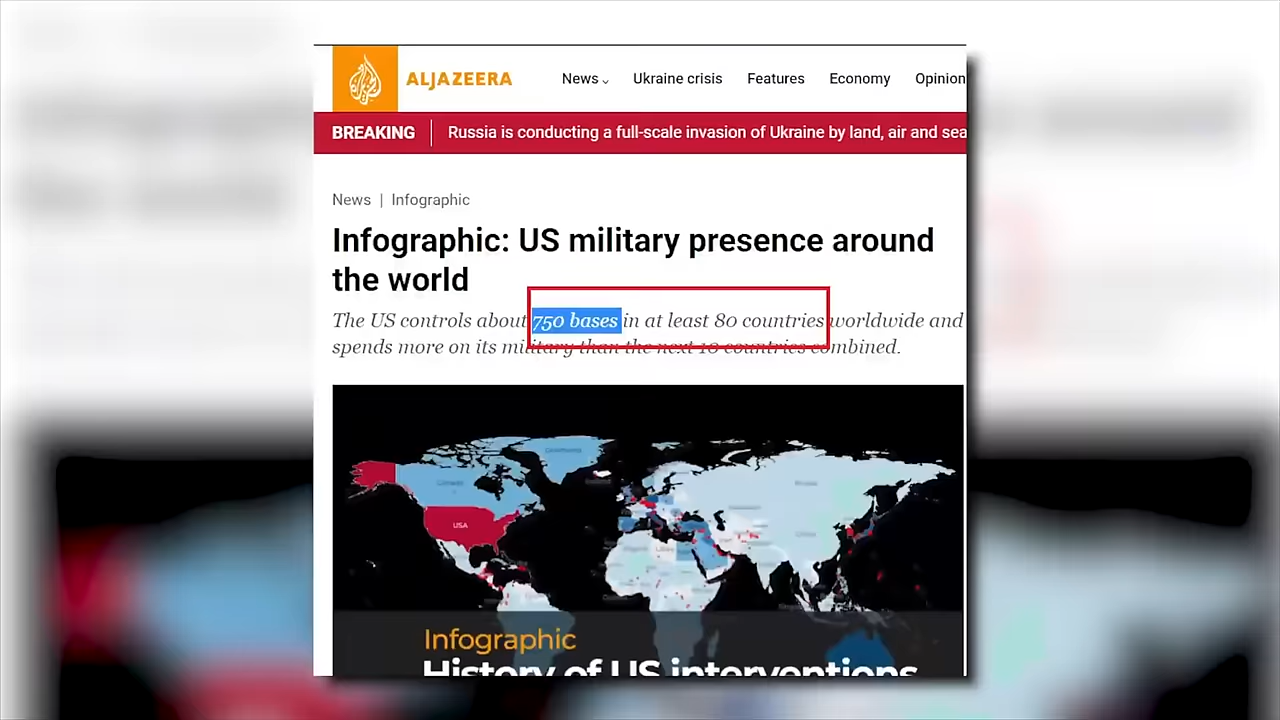 ALJAZEERA
News
Ukraine crisis
Features
Economy
Opinion
BREAKING
Russia is conducting a full-scale invasion of Ukraine by land, air and sea
News | Infographic
Infographic: US military presence around
the world
The US controls about 750 bases in at least 80 countries worldwide and
spends more on its military than the next 10 countries combined.
USA
Infographic
History of US interventions